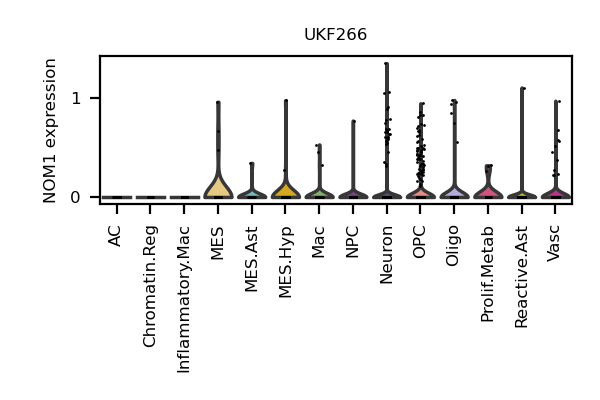 UKF266
NOM1 expression
1
0
AC
Chromatin.Reg
Inflammatory.Mac
MES
MES.Ast
MES.Hyp
Mac
NPC
Neuron
OPC
Oligo
Prolif.Metab
Reactive.Ast
Vasc